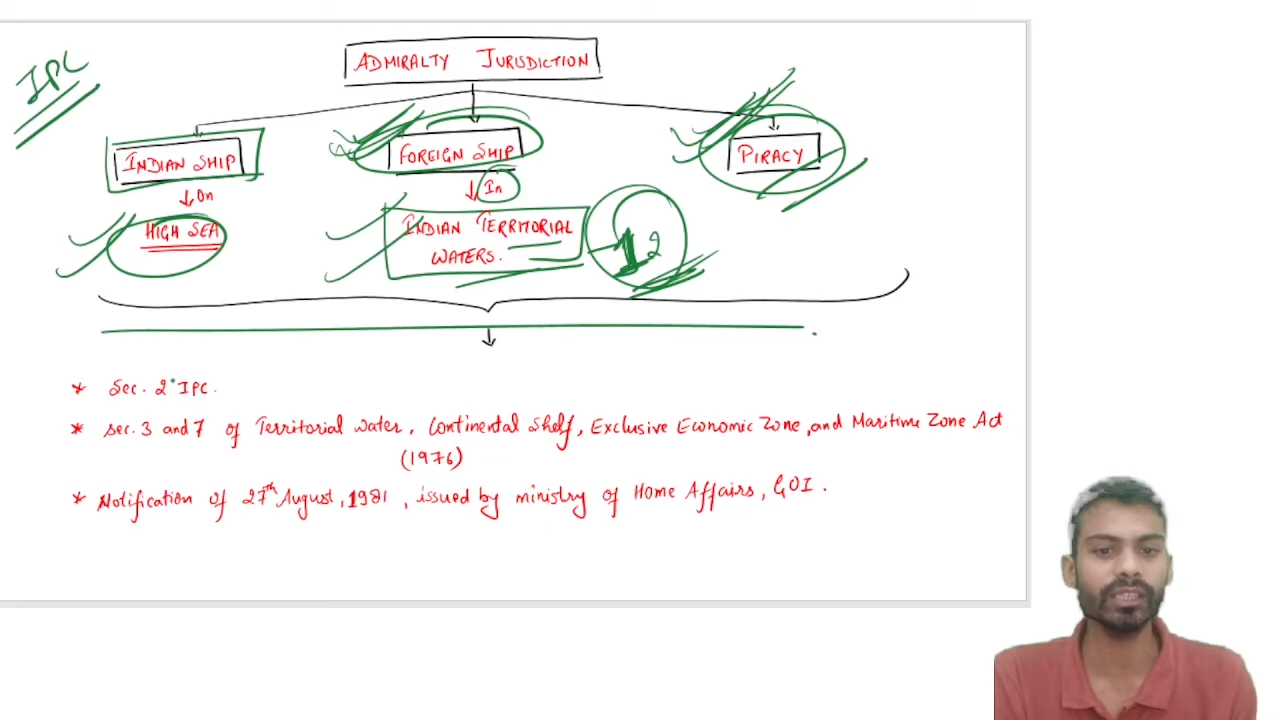 IPC
ADMIRALTY JURISDICTION
INDIAN SHIP
FOREIGN SHIP
PIRACY
On
In
HIGH SEA
INDIAN TERRITORIAL
WATERS.
12
* Sec. 2 IPC.
* Sec. 3 and 7 of Territorial Water, Continental Shelf, Exclusive Economic Zone, and Maritime Zone Act
(1976)
* Notification of 27th August, 1981, issued by ministry of Home Affairs, GOI.